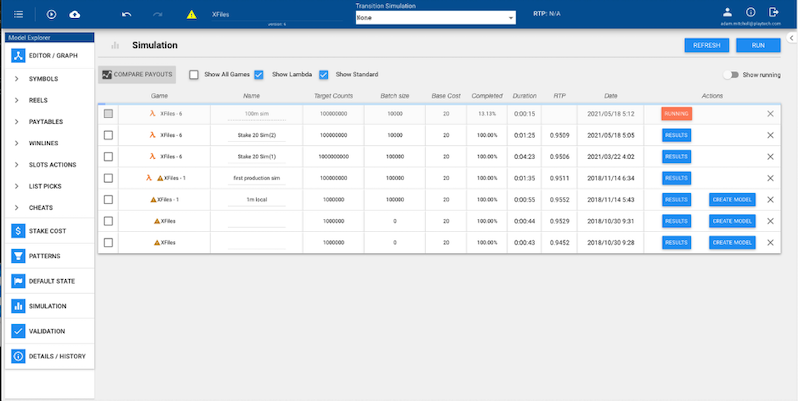 XFiles
version: 6
Transition Simulation
None
RTP: N/A
adam.mitchell@playtech.com
Model Explorer
EDITOR / GRAPH
SYMBOLS
REELS
PAYTABLES
WINLINES
SLOTS ACTIONS
LIST PICKS
CHEATS
STAKE COST
PATTERNS
DEFAULT STATE
SIMULATION
VALIDATION
DETAILS / HISTORY
Simulation
REFRESH
RUN
COMPARE PAYOUTS
Show All Games
Show Lambda
Show Standard
Show running
Game Name Target Counts Batch size Base Cost Completed Duration RTP Date Actions
XFiles - 6 100m sim 100000000 10000 20 13.13% 0:00:15 2021/05/18 5:12 RUNNING
XFiles - 6 Stake 20 Sim(2) 100000000 10000 20 100.00% 0:01:25 0.9509 2021/05/18 5:05 RESULTS
XFiles - 6 Stake 20 Sim(1) 1000000000 100000 20 100.00% 0:04:23 0.9506 2021/03/22 4:02 RESULTS
XFiles - 1 first production sim 100000000 100000 20 100.00% 0:01:35 0.9511 2018/11/14 6:34 RESULTS
XFiles - 1 1m local 1000000 100000 20 100.00% 0:00:55 0.9552 2018/11/14 5:43 RESULTS CREATE MODEL
XFiles 1000000 0 20 100.00% 0:00:44 0.9529 2018/10/30 9:31 RESULTS CREATE MODEL
XFiles 1000000 0 20 100.00% 0:00:43 0.9452 2018/10/30 9:28 RESULTS CREATE MODEL